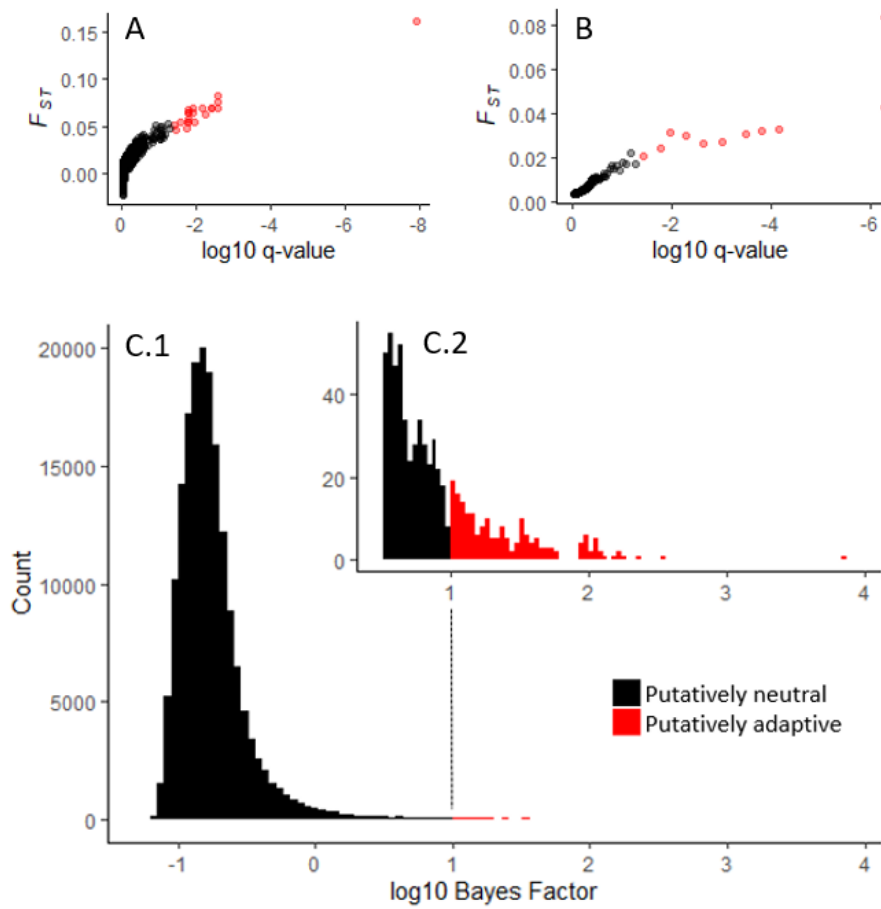 A
B
0.15
0.10
0.05
0.00
F ST
0 -2 -4 -6 -8
log10 q-value
0.08
0.06
0.04
0.02
0.00
F ST
0 -2 -4 -6
log10 q-value
C.1
C.2
20000
15000
10000
5000
0
Count
40
20
0
1 2 3 4
Putatively neutral
Putatively adaptive
-1 0 1 2 3 4
log10 Bayes Factor